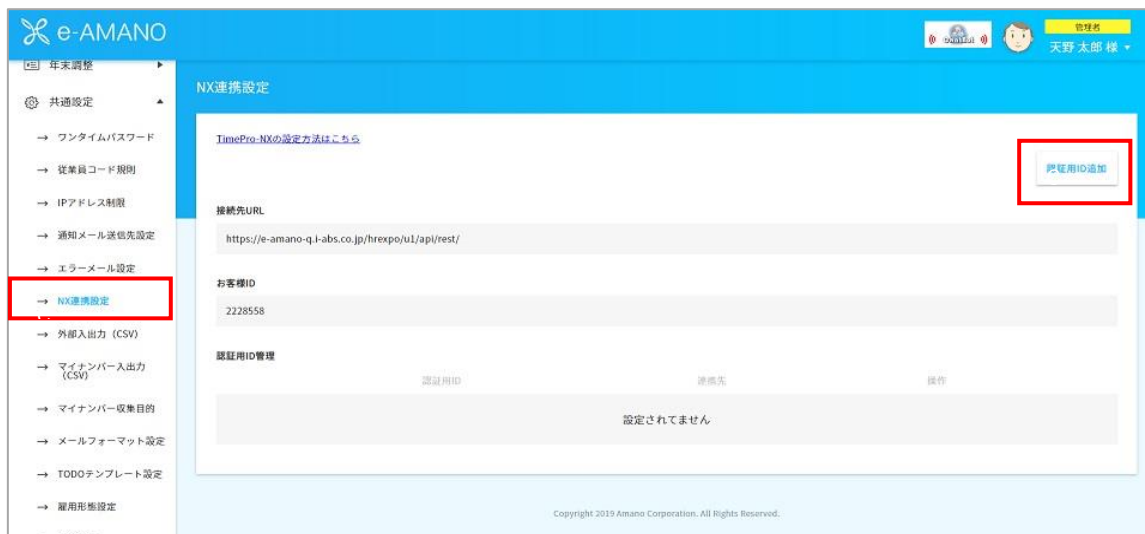 e-AMANO
管理者
天野 太郎 様
年末調整
共通設定
NX連携設定
→ ワンタイムパスワード
→ 従業員コード規則
→ IPアドレス制限
→ 通知メール送信先設定
→ エラーメール設定
→ NX連携設定
→ 外部入出力（CSV）
→ マイナンバー入出力
（CSV）
→ マイナンバー収集目的
→ メールフォーマット設定
→ TODOテンプレート設定
→ 雇用形態設定
TimePro-NXの設定方法はこちら
認証用ID追加
接続先URL
https://e-amano-q.i-abs.co.jp/hrexpo/u1/api/rest/
お客様ID
2228558
認証用ID管理
認証用ID 連携先 操作
設定されてません
Copyright 2019 Amano Corporation. All Rights Reserved.